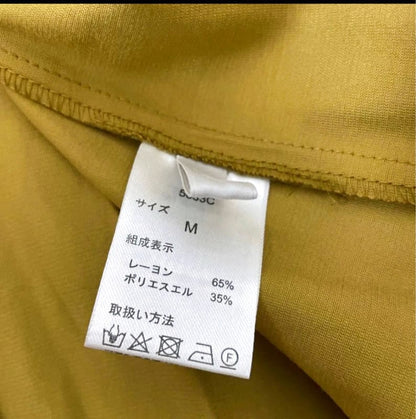 サイズ
M
組成表示
レーヨン 65%
ポリエステル 35%
取扱い方法
F